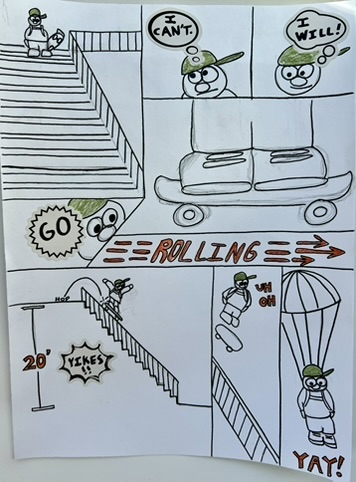 I
CAN'T.
I
WILL!
GO
ROLLING
HOP
20'
YIKES
!!
UH
OH
YAY!